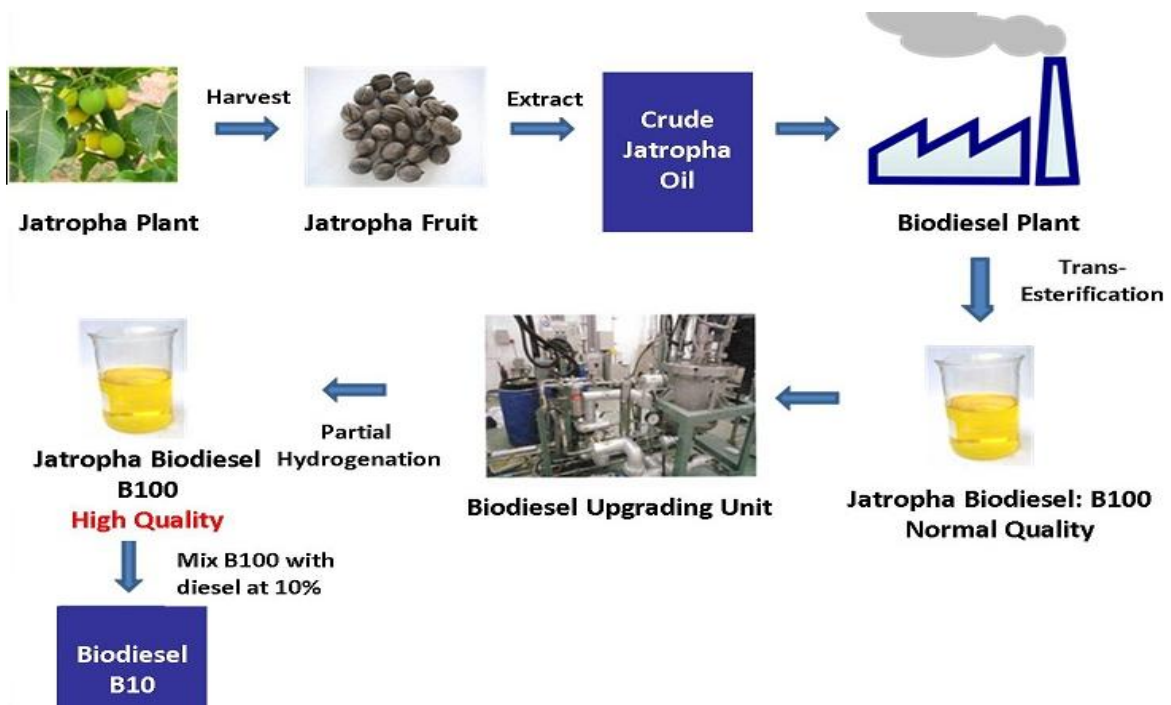 Harvest
Extract
Crude
Jatropha
Oil
Jatropha Plant
Jatropha Fruit
Biodiesel Plant
Trans-
Esterification
Partial
Hydrogenation
Jatropha Biodiesel
B100
High Quality
Biodiesel Upgrading Unit
Jatropha Biodiesel: B100
Normal Quality
Mix B100 with
diesel at 10%
Biodiesel
B10